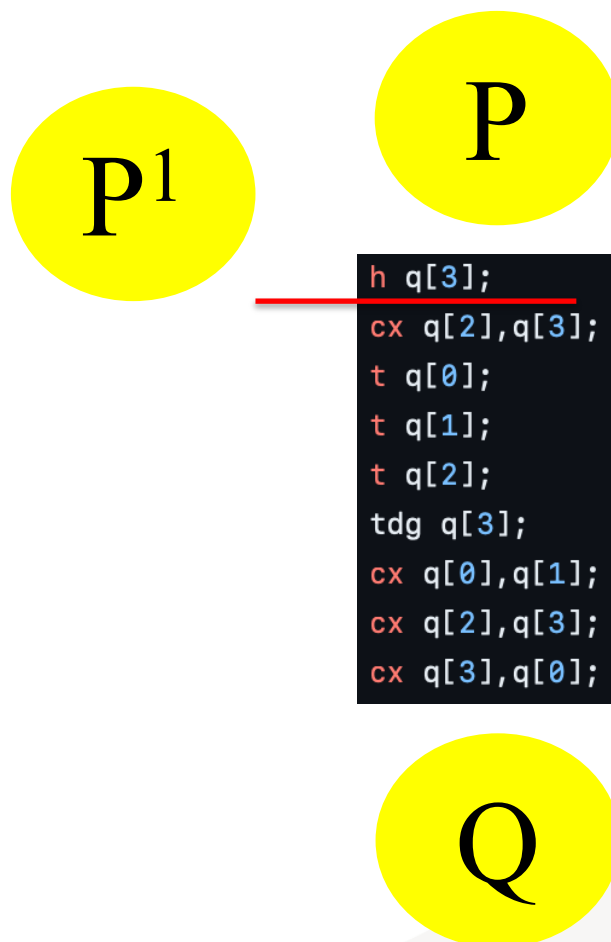 P
P¹
h q[3];
cx q[2],q[3];
t q[0];
t q[1];
t q[2];
tdg q[3];
cx q[0],q[1];
cx q[2],q[3];
cx q[3],q[0];
Q